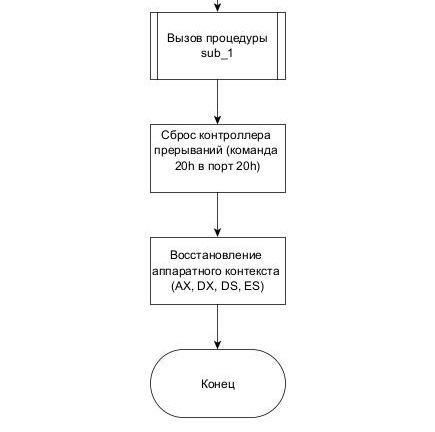 Вызов процедуры
sub_1
Сброс контроллера
прерываний (команда
20h в порт 20h)
Восстановление
аппаратного контекста
(AX, DX, DS, ES)
Конец